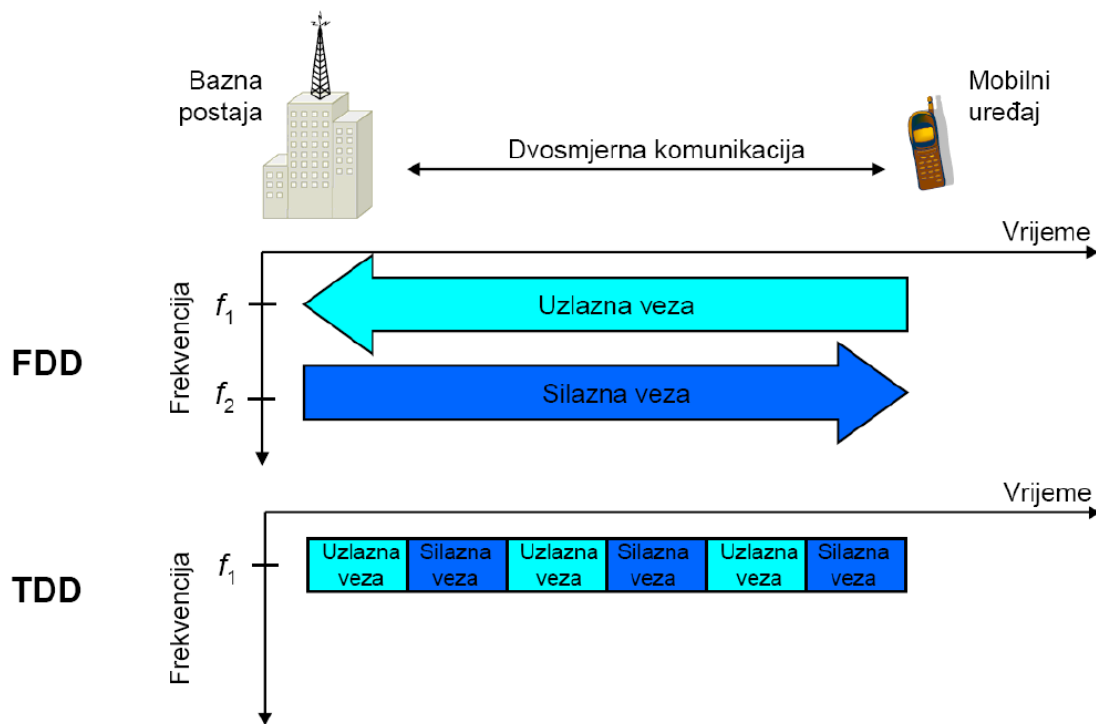 Bazna
postaja
Mobilni
uređaj
Dvosmjerna komunikacija
Vrijeme
FDD
Frekvencija
f1
Uzlazna veza
f2
Silazna veza
Vrijeme
TDD
Frekvencija
f1
Uzlazna
veza
Silazna
veza
Uzlazna
veza
Silazna
veza
Uzlazna
veza
Silazna
veza